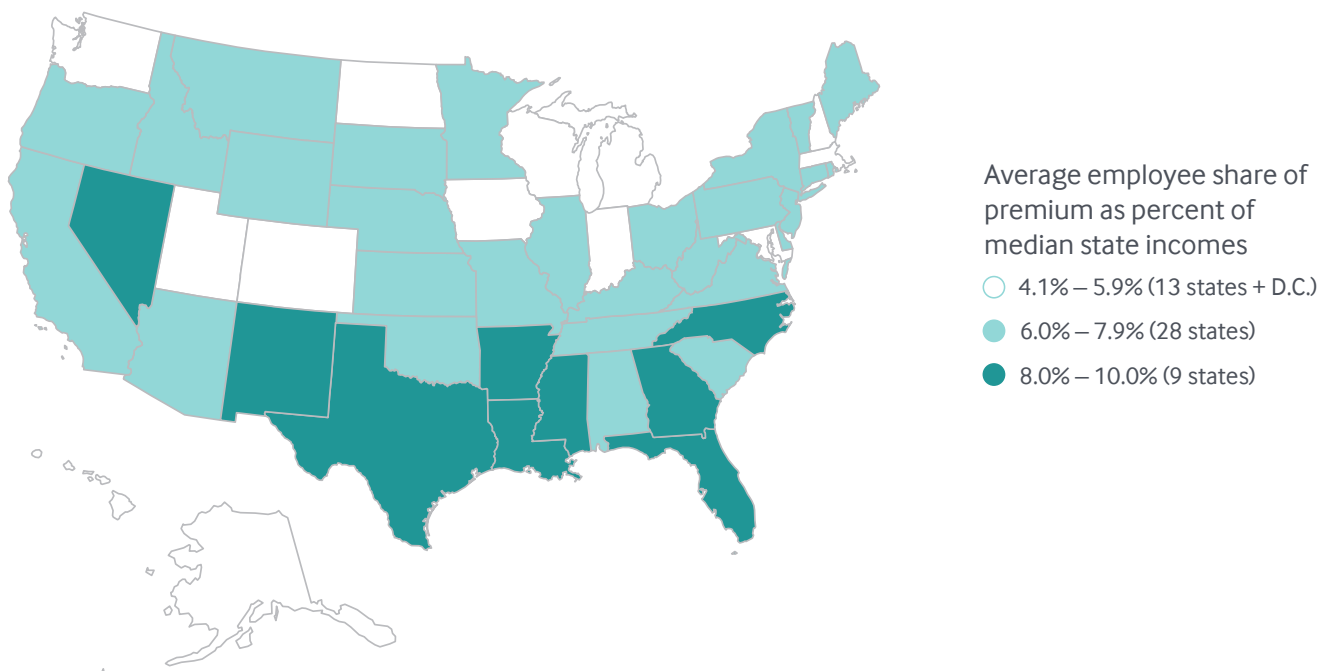 Average employee share of
premium as percent of
median state incomes
4.1% – 5.9% (13 states + D.C.)
6.0% – 7.9% (28 states)
8.0% – 10.0% (9 states)